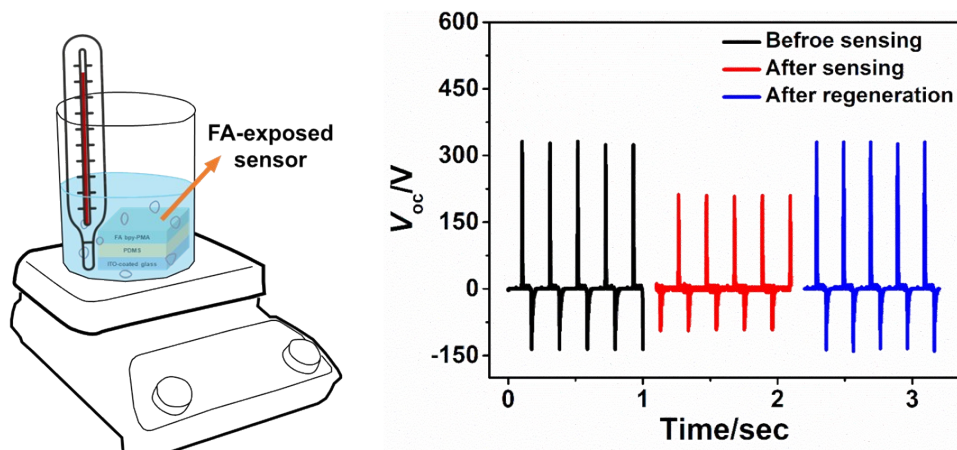 FA-exposed
sensor
FA bpy-PMA
PDMS
ITO-coated glass
600
450
300
150
0
-150
Voc/V
Befroe sensing
After sensing
After regeneration
0
1
2
3
Time/sec